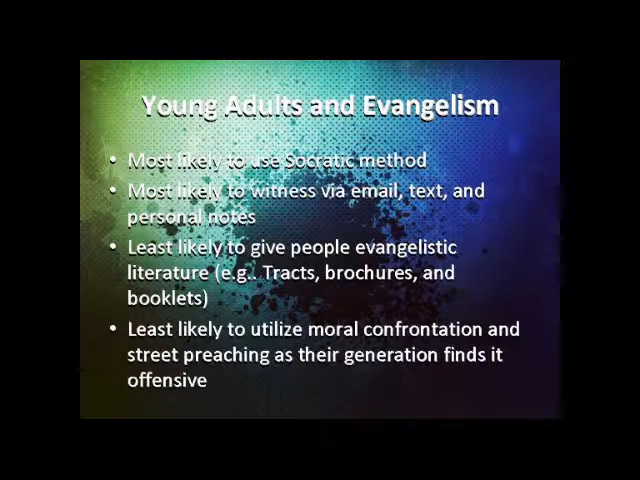 Young Adults and Evangelism
• Most likely to use Socratic method
• Most likely to witness via email, text, and
personal notes
• Least likely to give people evangelistic
literature (e.g.. Tracts, brochures, and
booklets)
• Least likely to utilize moral confrontation and
street preaching as their generation finds it
offensive